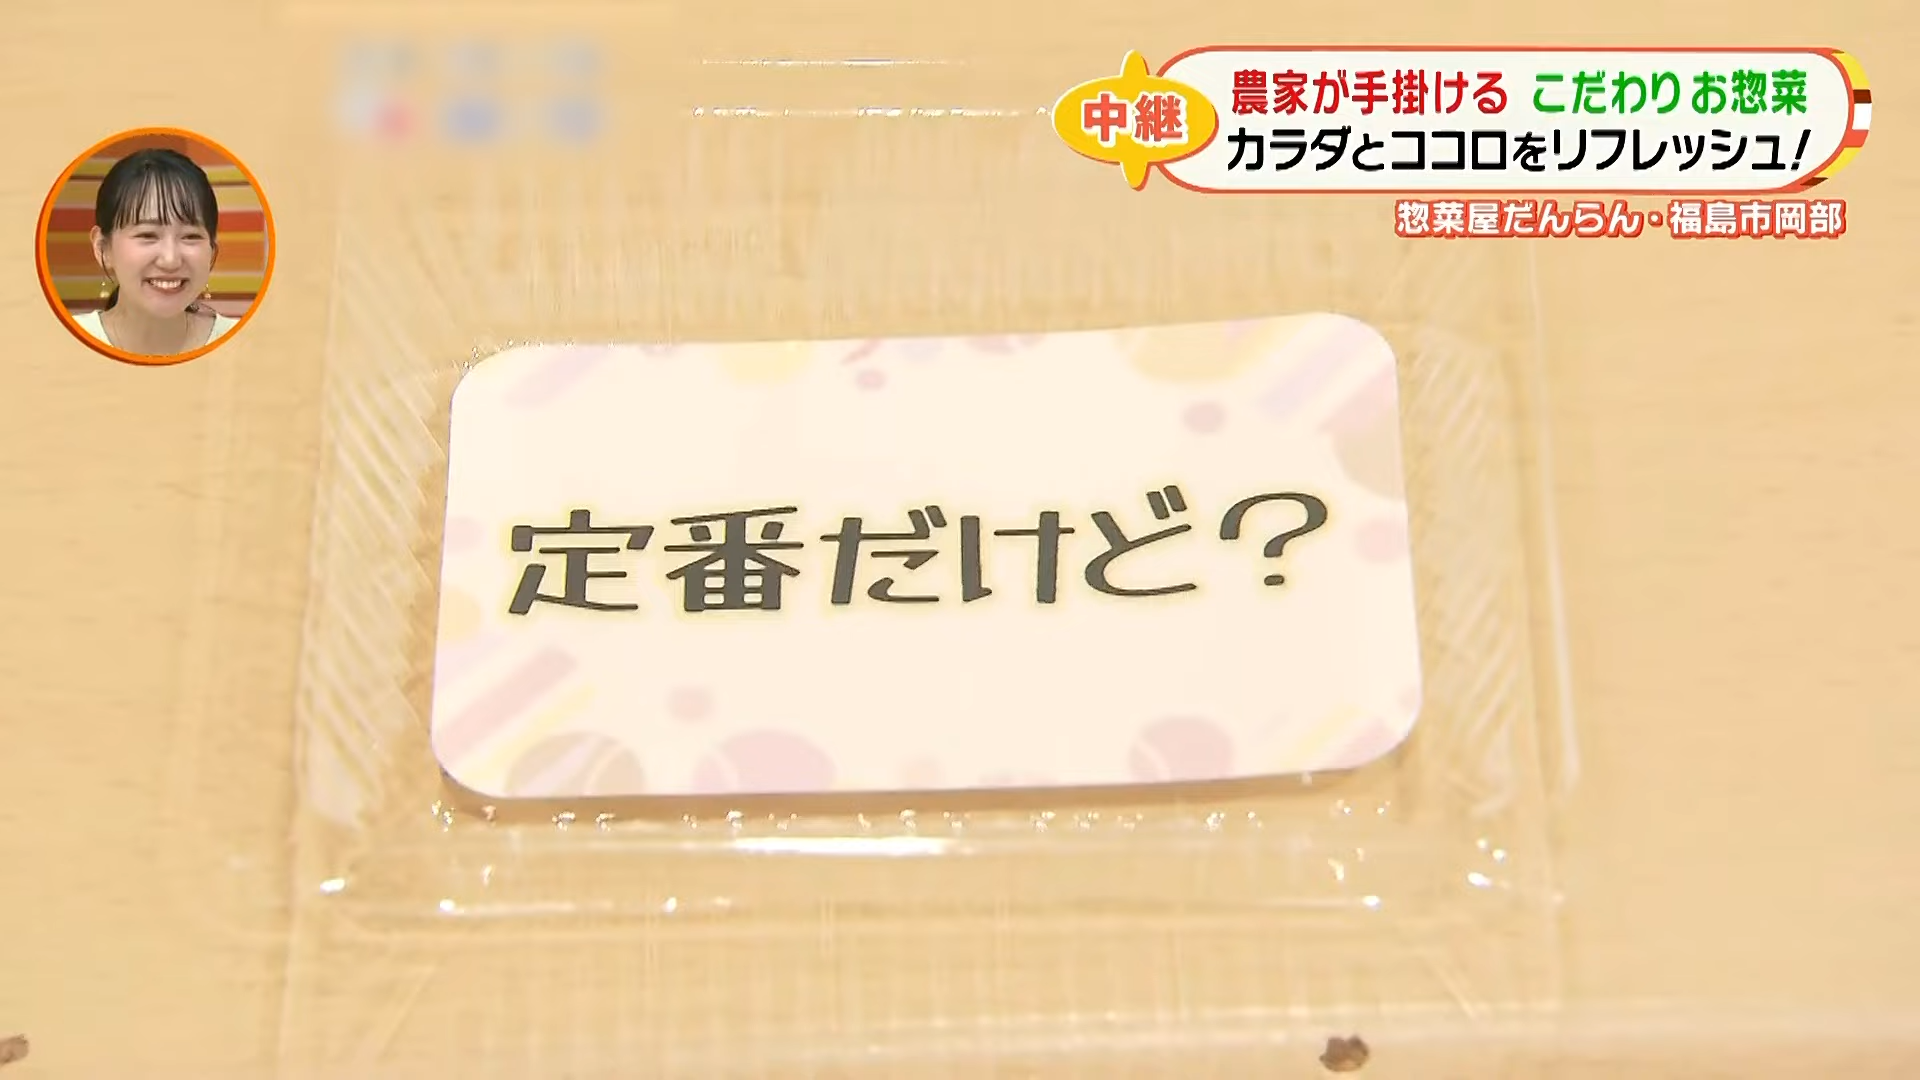 中継
農家が手掛ける こだわりお惣菜
カラダとココロをリフレッシュ!
惣菜屋だんらん・福島市岡部
定番だけど?